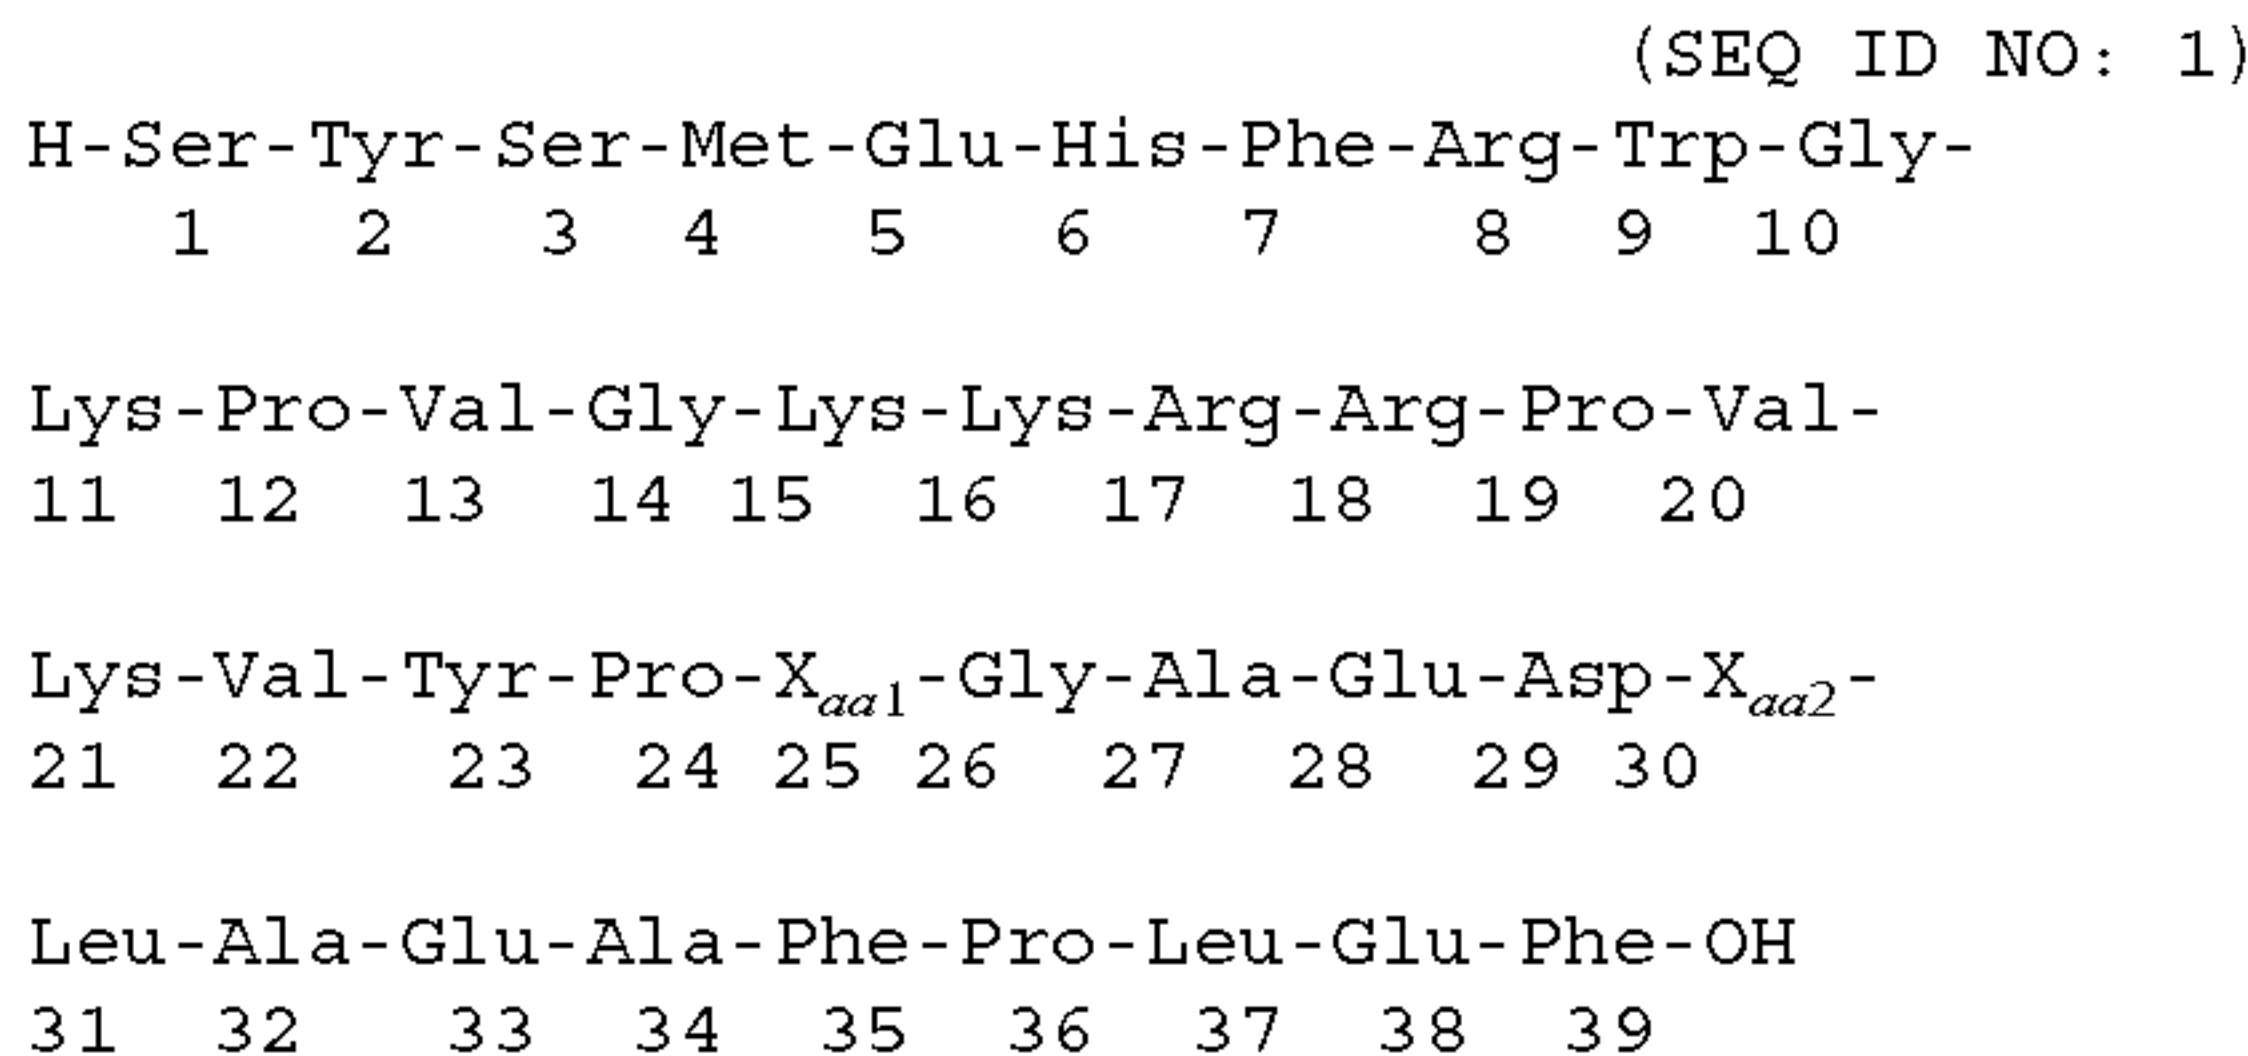 (SEQ ID NO: 1)
H-Ser-Tyr-Ser-Met-Glu-His-Phe-Arg-Trp-Gly-
1 2 3 4 5 6 7 8 9 10
Lys-Pro-Val-Gly-Lys-Lys-Arg-Arg-Pro-Val-
11 12 13 14 15 16 17 18 19 20
Lys-Val-Tyr-Pro-Xaa1-Gly-Ala-Glu-Asp-Xaa2-
21 22 23 24 25 26 27 28 29 30
Leu-Ala-Glu-Ala-Phe-Pro-Leu-Glu-Phe-OH
31 32 33 34 35 36 37 38 39